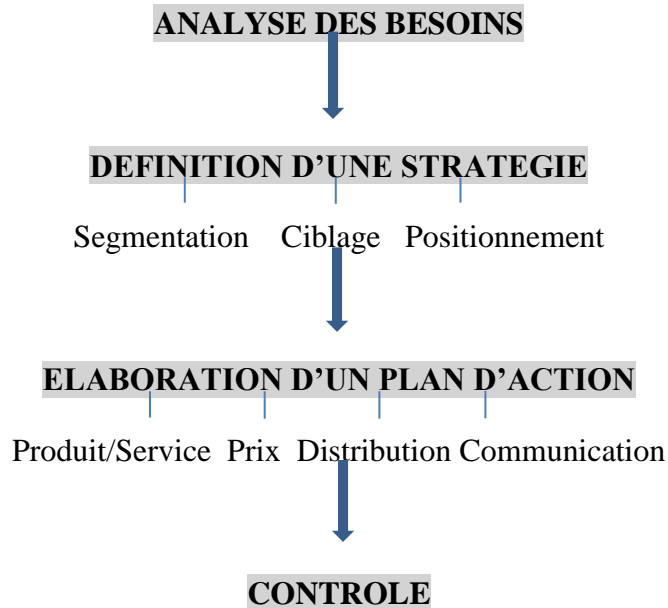 ANALYSE DES BESOINS
DEFINITION D’UNE STRATEGIE
Segmentation Ciblage Positionnement
ELABORATION D’UN PLAN D’ACTION
Produit/Service Prix Distribution Communication
CONTROLE